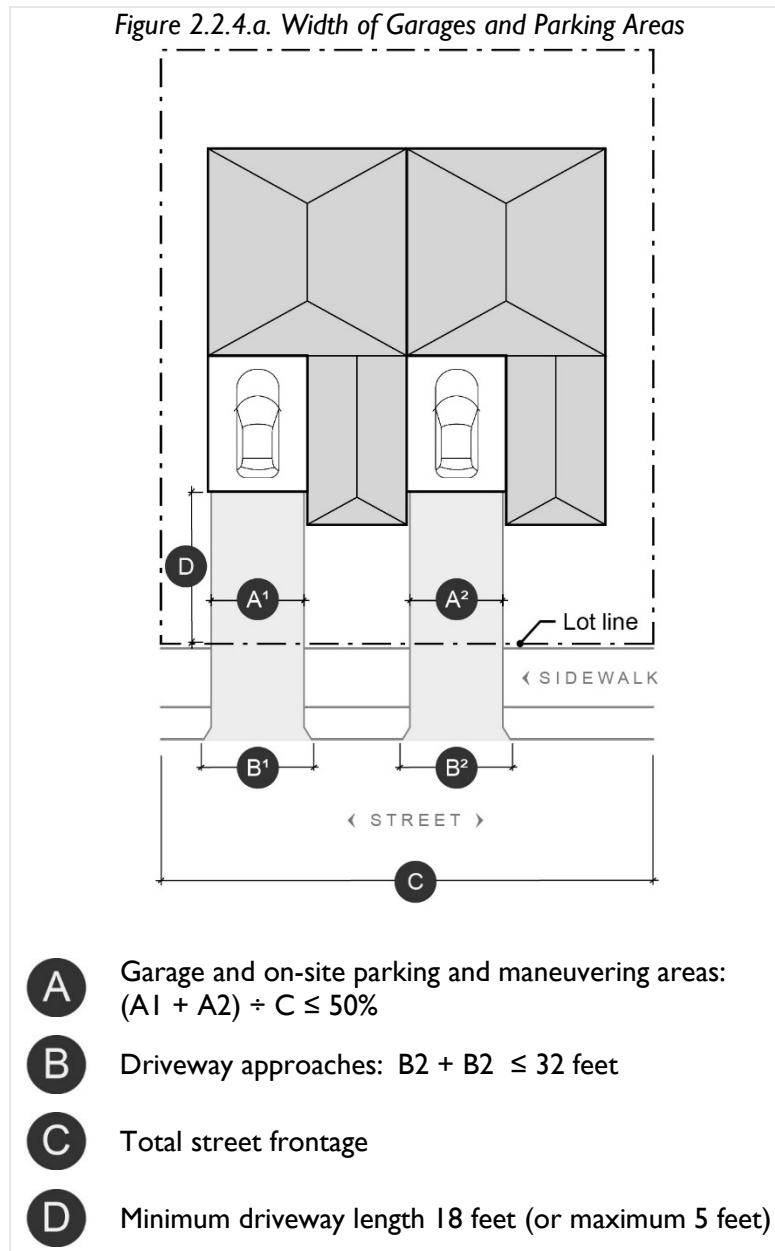 Figure 2.2.4.a. Width of Garages and Parking Areas
D
A¹
A²
Lot line
‹ SIDEWALK
B¹
B²
‹ STREET ›
C
A
Garage and on-site parking and maneuvering areas:
(A1 + A2) ÷ C ≤ 50%
B
Driveway approaches: B2 + B2 ≤ 32 feet
C
Total street frontage
D
Minimum driveway length 18 feet (or maximum 5 feet)